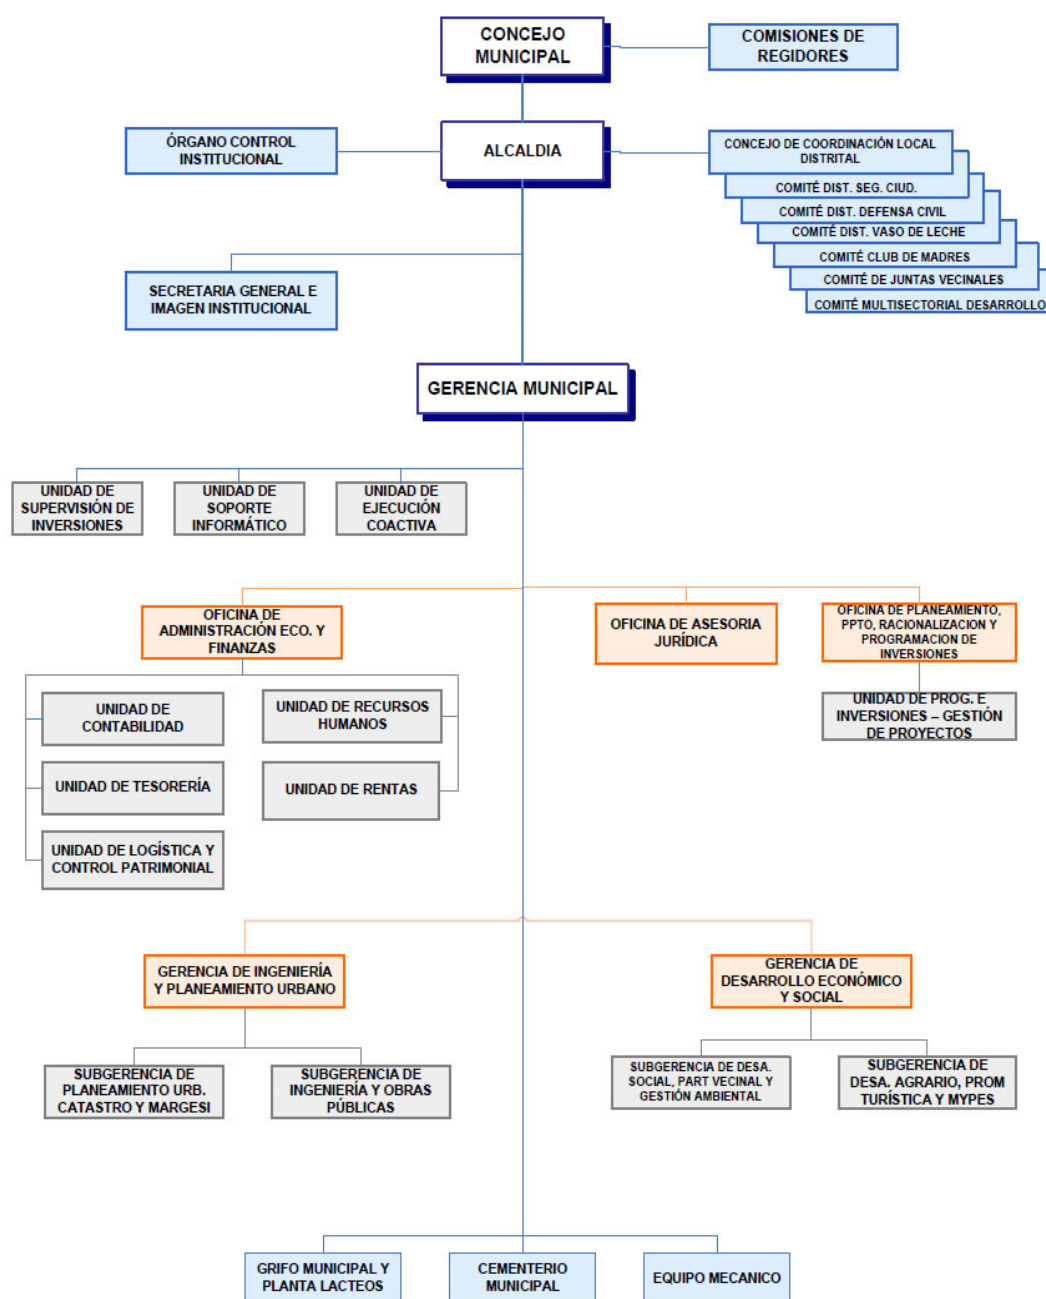 CONCEJO
MUNICIPAL
COMISIONES DE
REGIDORES
ÓRGANO CONTROL
INSTITUCIONAL
ALCALDIA
CONCEJO DE COORDINACIÓN LOCAL
DISTRITAL
COMITÉ DIST. SEG. CIUD.
COMITÉ DIST. DEFENSA CIVIL
COMITÉ DIST. VASO DE LECHE
COMITÉ CLUB DE MADRES
COMITÉ DE JUNTAS VECINALES
COMITÉ MULTISECTORIAL DESARROLLO
SECRETARIA GENERAL E
IMAGEN INSTITUCIONAL
GERENCIA MUNICIPAL
UNIDAD DE
SUPERVISIÓN DE
INVERSIONES
UNIDAD DE
SOPORTE
INFORMÁTICO
UNIDAD DE
EJECUCIÓN
COACTIVA
OFICINA DE
ADMINISTRACIÓN ECO. Y
FINANZAS
OFICINA DE ASESORIA
JURÍDICA
OFICINA DE PLANEAMIENTO,
PPTO, RACIONALIZACION Y
PROGRAMACION DE
INVERSIONES
UNIDAD DE
CONTABILIDAD
UNIDAD DE RECURSOS
HUMANOS
UNIDAD DE PROG. E
INVERSIONES – GESTIÓN
DE PROYECTOS
UNIDAD DE TESORERÍA
UNIDAD DE RENTAS
UNIDAD DE LOGÍSTICA Y
CONTROL PATRIMONIAL
GERENCIA DE INGENIERÍA
Y PLANEAMIENTO URBANO
GERENCIA DE
DESARROLLO ECONÓMICO
Y SOCIAL
SUBGERENCIA DE
PLANEAMIENTO URB.
CATASTRO Y MARGESI
SUBGERENCIA DE
INGENIERÍA Y OBRAS
PÚBLICAS
SUBGERENCIA DE DESA.
SOCIAL, PART VECINAL Y
GESTIÓN AMBIENTAL
SUBGERENCIA DE
DESA. AGRARIO, PROM
TURÍSTICA Y MYPES
GRIFO MUNICIPAL Y
PLANTA LACTEOS
CEMENTERIO
MUNICIPAL
EQUIPO MECANICO